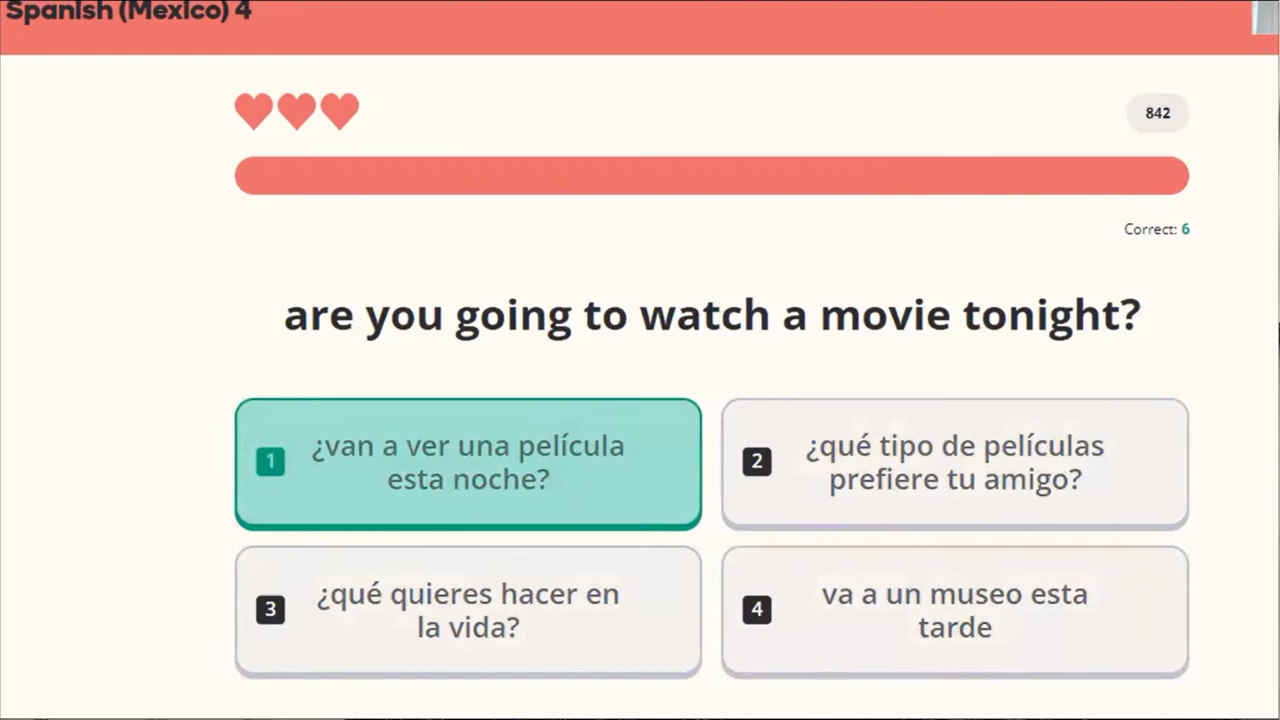 Spanish (Mexico) 4
842
Correct: 6
are you going to watch a movie tonight?
1
¿van a ver una película
esta noche?
2
¿qué tipo de películas
prefiere tu amigo?
3
¿qué quieres hacer en
la vida?
4
va a un museo esta
tarde